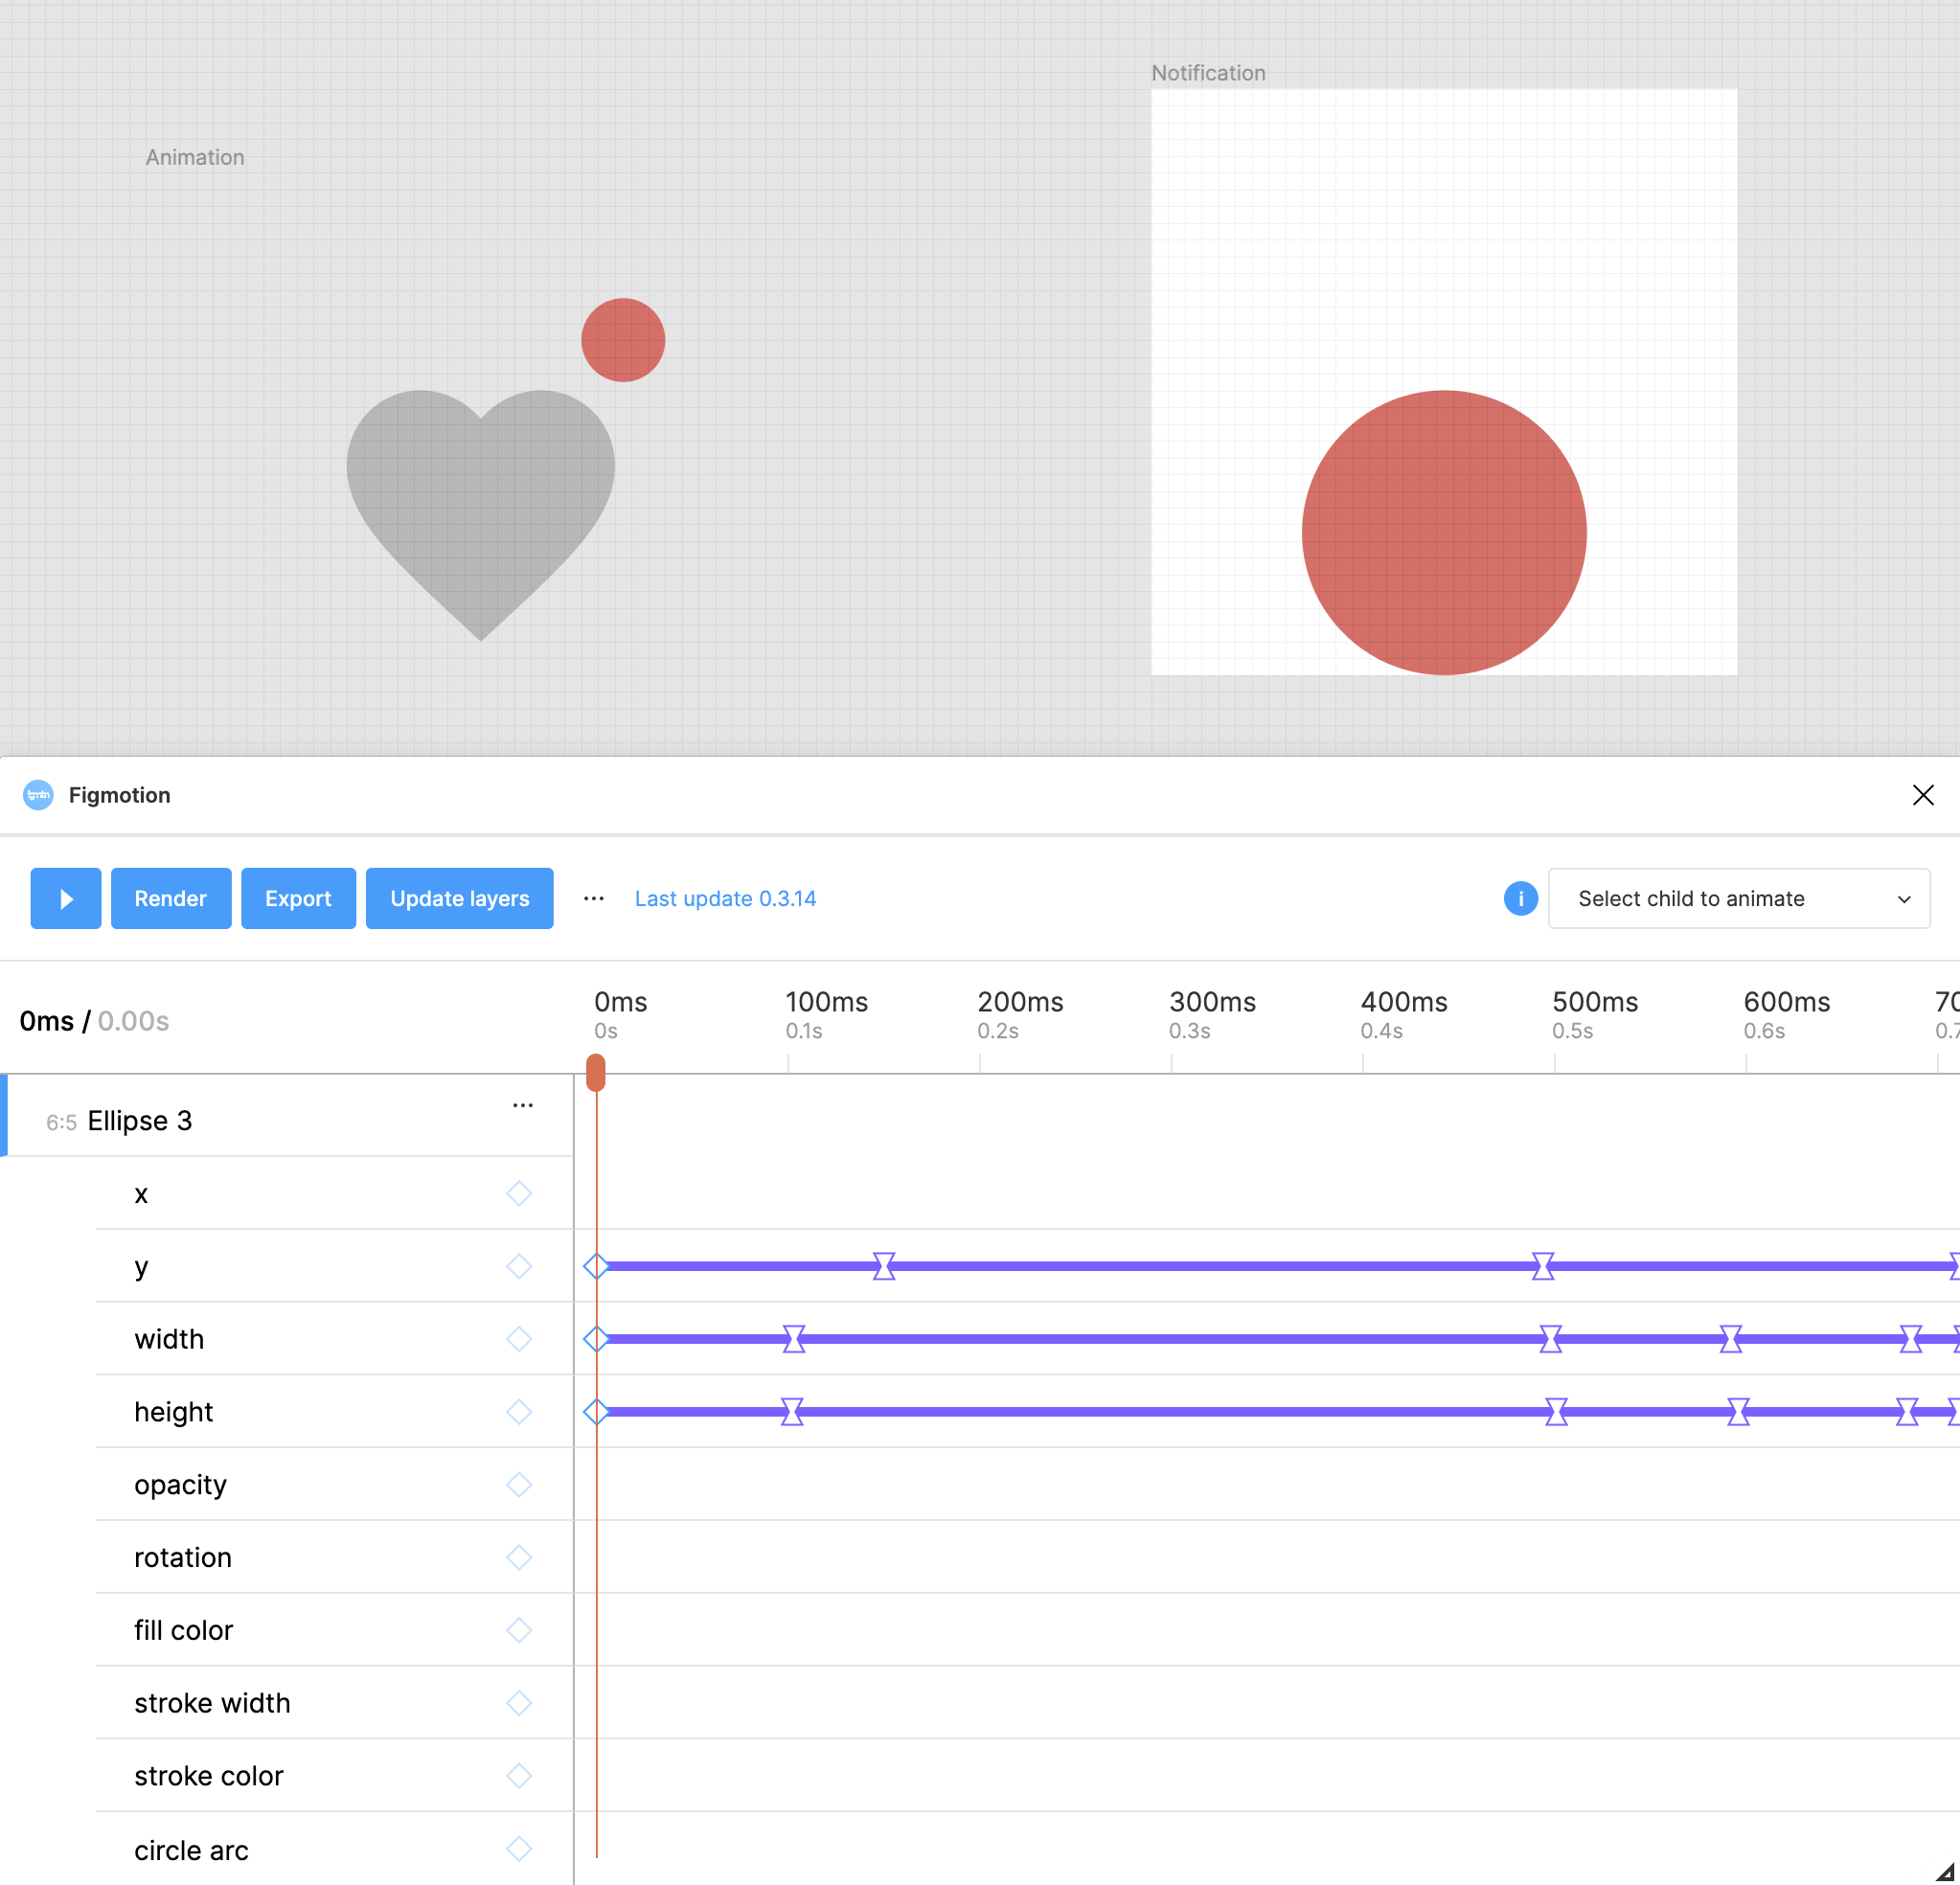 Notification
Animation
Figmotion
Render
Export
Update layers
...
Last update 0.3.14
i
Select child to animate
0ms / 0.00s
0ms
100ms
200ms
300ms
400ms
500ms
600ms
70
0s
0.1s
0.2s
0.3s
0.4s
0.5s
0.6s
0.7
6:5 Ellipse 3
...
x
y
width
height
opacity
rotation
fill color
stroke width
stroke color
circle arc